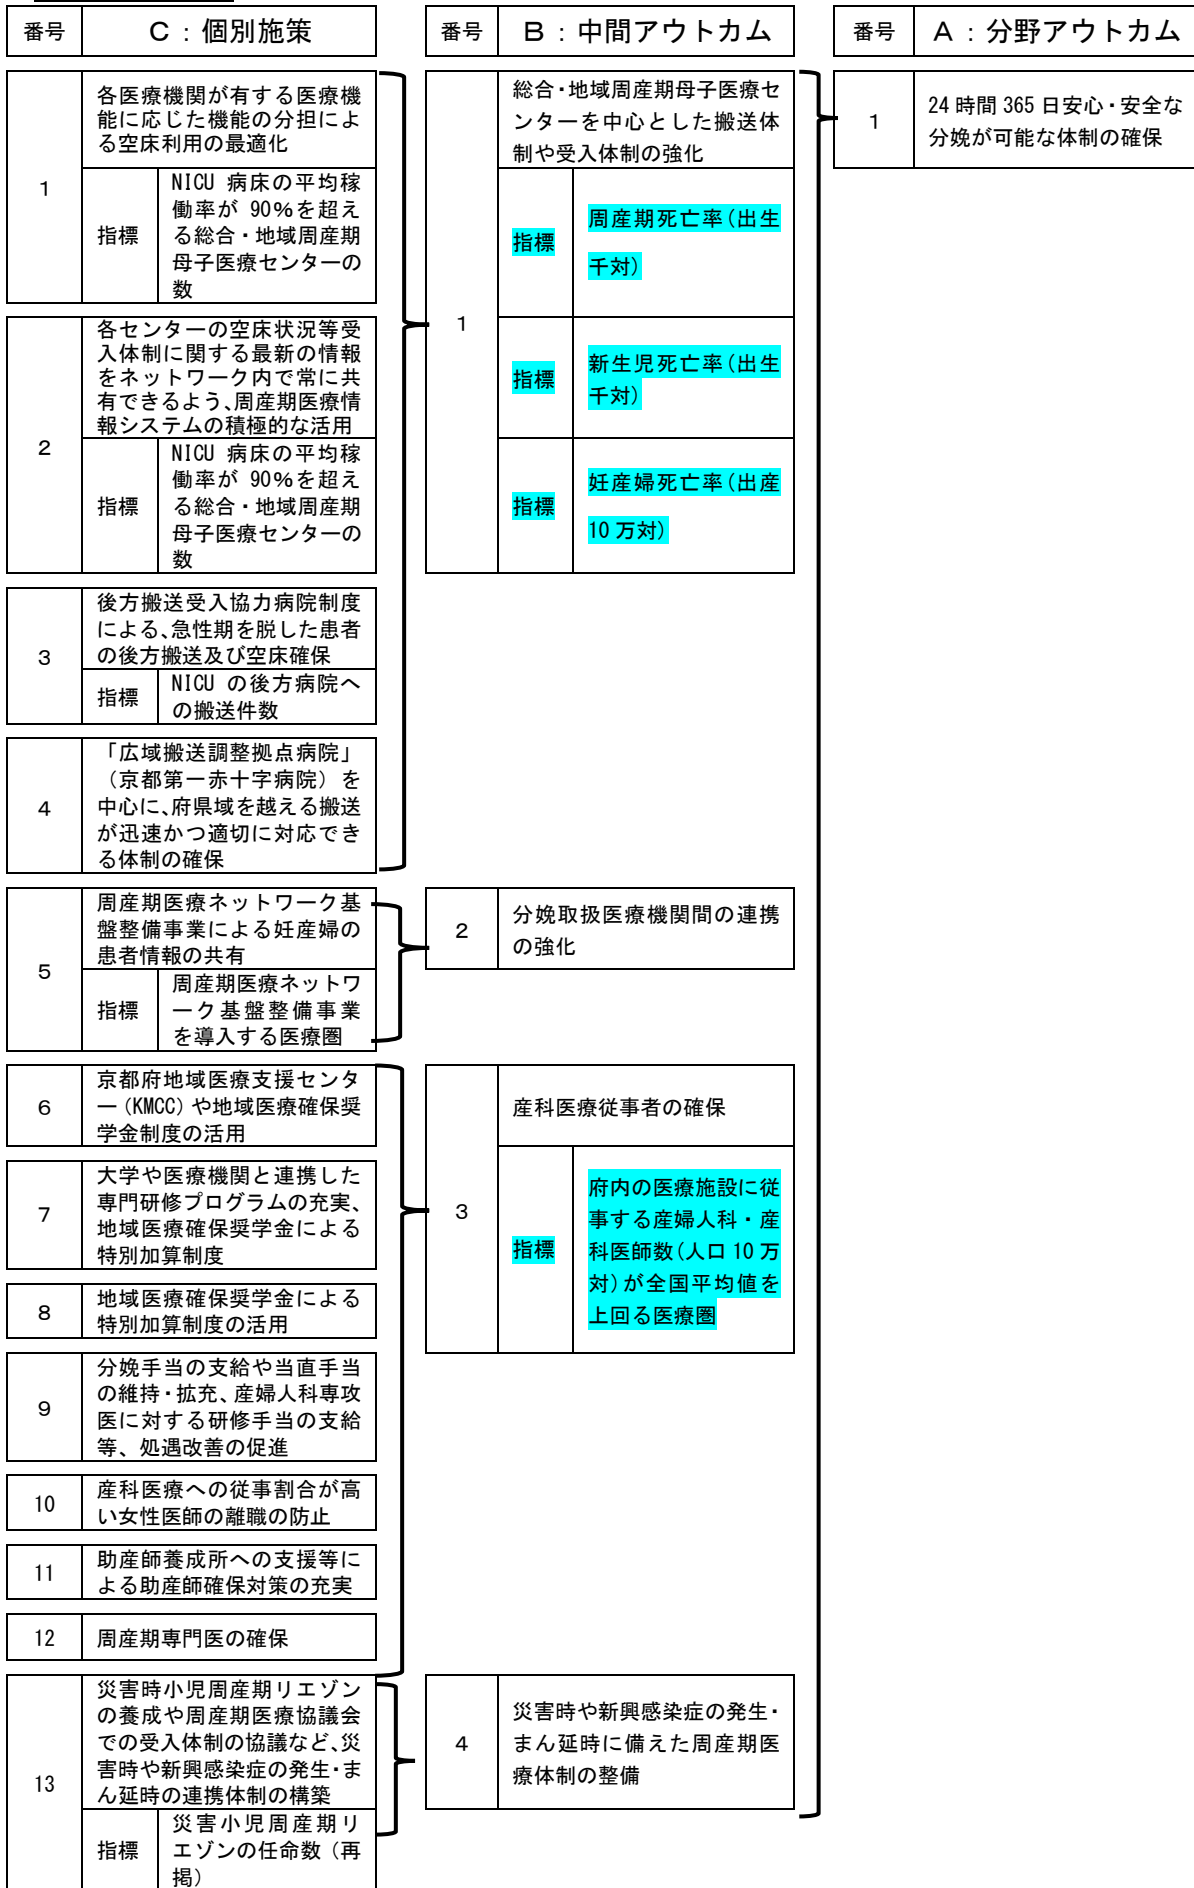 番号
C：個別施策
番号
B：中間アウトカム
番号
A：分野アウトカム
1
各医療機関が有する医療機
能に応じた機能の分担によ
る空床利用の最適化
指標
NICU 病床の平均稼
働率が 90％を超え
る総合・地域周産期
母子医療センターの
数
2
各センターの空床状況等受
入体制に関する最新の情報
をネットワーク内で常に共
有できるよう、周産期医療情
報システムの積極的な活用
指標
NICU 病床の平均稼
働率が 90％を超え
る総合・地域周産期
母子医療センターの
数
3
後方搬送受入協力病院制度
による、急性期を脱した患者
の後方搬送及び空床確保
指標
NICU の後方病院へ
の搬送件数
4
「広域搬送調整拠点病院」
（京都第一赤十字病院）を
中心に、府県域を越える搬送
が迅速かつ適切に対応でき
る体制の確保
5
周産期医療ネットワーク基
盤整備事業による妊産婦の
患者情報の共有
指標
周産期医療ネットワ
ーク基盤整備事業
を導入する医療圏
6
京都府地域医療支援センタ
ー（KMCC）や地域医療確保奨
学金制度の活用
7
大学や医療機関と連携した
専門研修プログラムの充実、
地域医療確保奨学金による
特別加算制度
8
地域医療確保奨学金による
特別加算制度の活用
9
分娩手当の支給や当直手当
の維持・拡充、産婦人科専攻
医に対する研修手当の支給
等、処遇改善の促進
10
産科医療への従事割合が高
い女性医師の離職の防止
11
助産師養成所への支援等に
よる助産師確保対策の充実
12
周産期専門医の確保
13
災害時小児周産期リエゾン
の養成や周産期医療協議会
での受入体制の協議など、災
害時や新興感染症の発生・ま
ん延時の連携体制の構築
指標
災害小児周産期リ
エゾンの任命数（再
掲）
1
総合・地域周産期母子医療セ
ンターを中心とした搬送体
制や受入体制の強化
指標
周産期死亡率（出生
千対）
指標
新生児死亡率（出生
千対）
指標
妊産婦死亡率（出産
10 万対）
2
分娩取扱医療機関間の連携
の強化
3
産科医療従事者の確保
指標
府内の医療施設に従
事する産婦人科・産
科医師数（人口 10 万
対）が全国平均値を
上回る医療圏
4
災害時や新興感染症の発生・
まん延時に備えた周産期医
療体制の整備
1
24 時間 365 日安心・安全な
分娩が可能な体制の確保